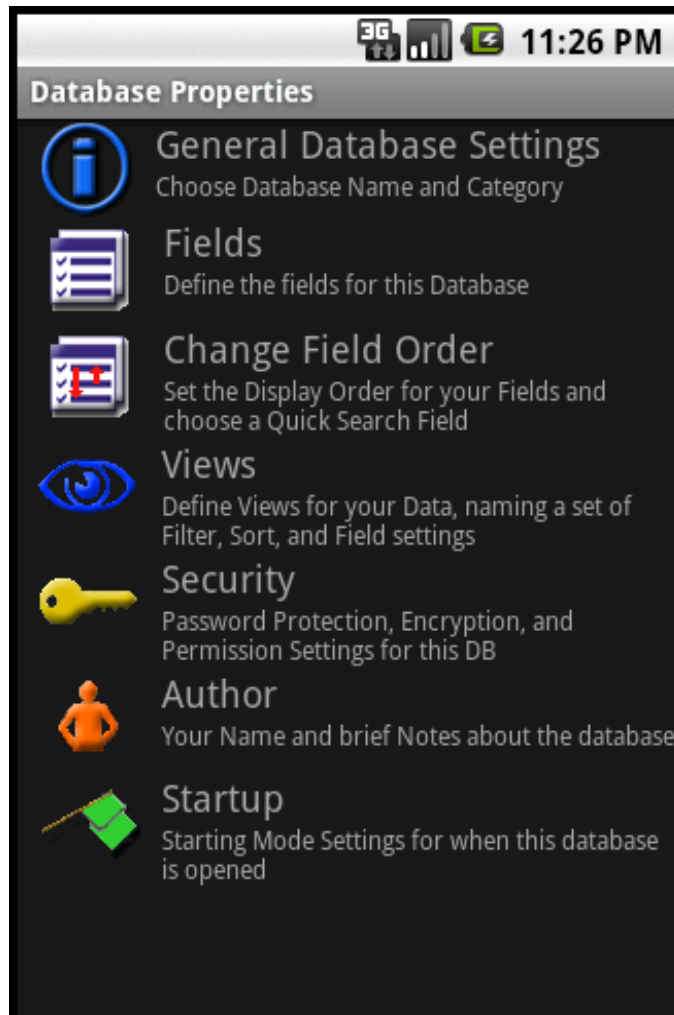 3G 11:26 PM
Database Properties
General Database Settings
Choose Database Name and Category
Fields
Define the fields for this Database
Change Field Order
Set the Display Order for your Fields and
choose a Quick Search Field
Views
Define Views for your Data, naming a set of
Filter, Sort, and Field settings
Security
Password Protection, Encryption, and
Permission Settings for this DB
Author
Your Name and brief Notes about the database
Startup
Starting Mode Settings for when this database
is opened